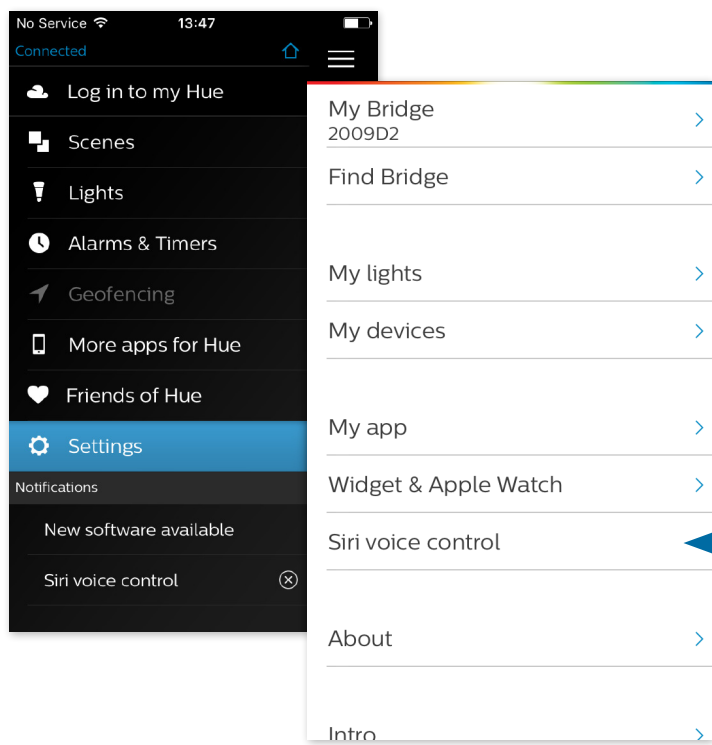 No Service 13:47
Connected
Log in to my Hue
Scenes
Lights
Alarms & Timers
Geofencing
More apps for Hue
Friends of Hue
Settings
Notifications
New software available
Siri voice control
My Bridge
2009D2
Find Bridge
My lights
My devices
My app
Widget & Apple Watch
Siri voice control
About
Intro